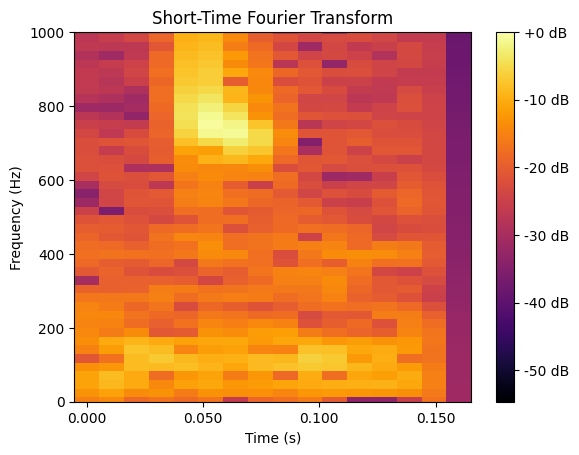 Short-Time Fourier Transform
1000
800
600
400
200
0
Frequency (Hz)
0.000
0.050
0.100
0.150
Time (s)
+0 dB
-10 dB
-20 dB
-30 dB
-40 dB
-50 dB